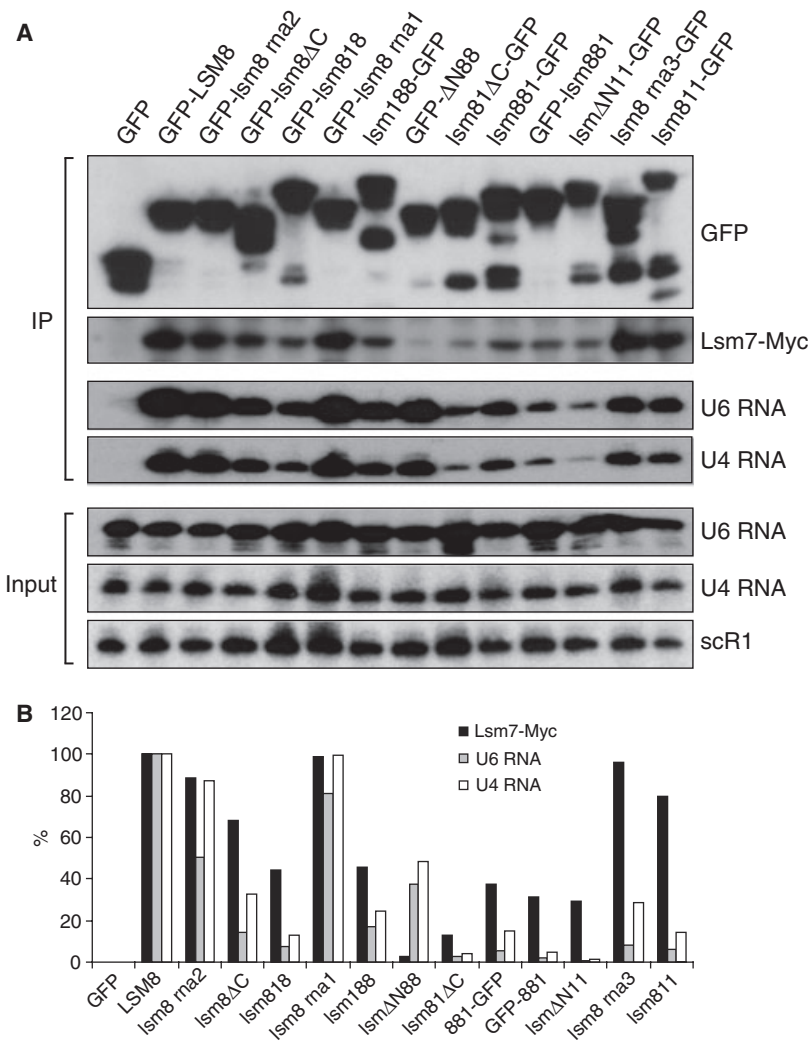 A
GFP
GFP-LSM8
GFP-lsm8 rna2
GFP-lsm8ΔC
GFP-lsm818
GFP-lsm8 rna1
lsm188-GFP
GFP-ΔN88
lsm81ΔC-GFP
lsm881-GFP
GFP-lsm881
lsmΔN11-GFP
lsm8 rna3-GFP
lsm811-GFP
IP
GFP
Lsm7-Myc
U6 RNA
U4 RNA
Input
U6 RNA
U4 RNA
scR1
B
%
120
100
80
60
40
20
0
Lsm7-Myc
U6 RNA
U4 RNA
GFP
LSM8
lsm8 rna2
lsm8ΔC
lsm818
lsm8 rna1
lsm188
lsmΔN88
lsm81ΔC
881-GFP
GFP-881
lsmΔN11
lsm8 rna3
lsm811